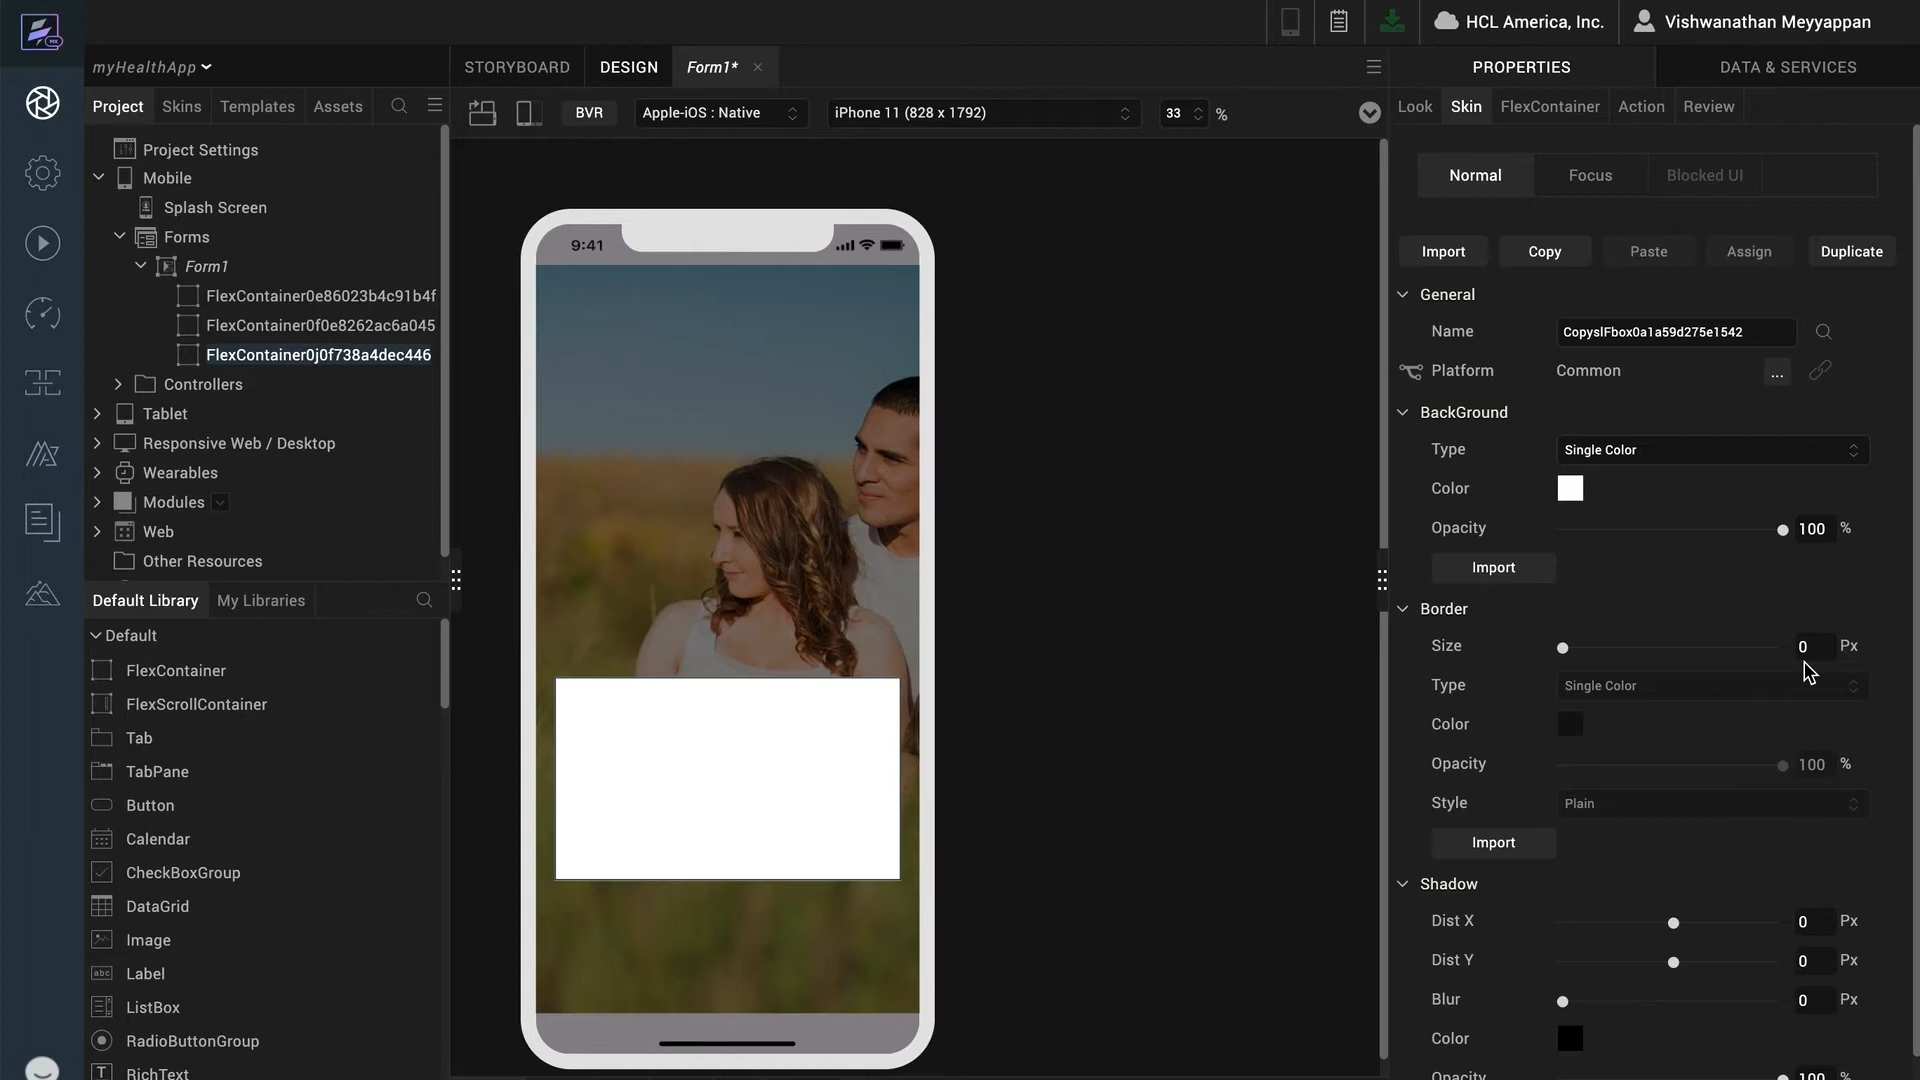 HCL America, Inc.
Vishwanathan Meyyappan
myHealthApp
STORYBOARD
DESIGN
Form1*
PROPERTIES
DATA & SERVICES
Project
Skins
Templates
Assets
BVR
Apple-iOS : Native
iPhone 11 (828 x 1792)
33
%
Look
Skin
FlexContainer
Action
Review
Project Settings
Mobile
Splash Screen
Forms
Form1
FlexContainer0e86023b4c91b4f
FlexContainer0f0e8262ac6a045
FlexContainer0j0f738a4dec446
Controllers
Tablet
Responsive Web / Desktop
Wearables
Modules
Web
Other Resources
Default Library
My Libraries
Default
FlexContainer
FlexScrollContainer
Tab
TabPane
Button
Calendar
CheckBoxGroup
DataGrid
Image
Label
ListBox
RadioButtonGroup
RichText
9:41
Normal
Focus
Blocked UI
Import
Copy
Paste
Assign
Duplicate
General
Name
CopyslFbox0a1a59d275e1542
Platform
Common
...
BackGround
Type
Single Color
Color
Opacity
100 %
Import
Border
Size
0 Px
Type
Single Color
Color
Opacity
100 %
Style
Plain
Import
Shadow
Dist X
0 Px
Dist Y
0 Px
Blur
0 Px
Color
Opacity
100 %